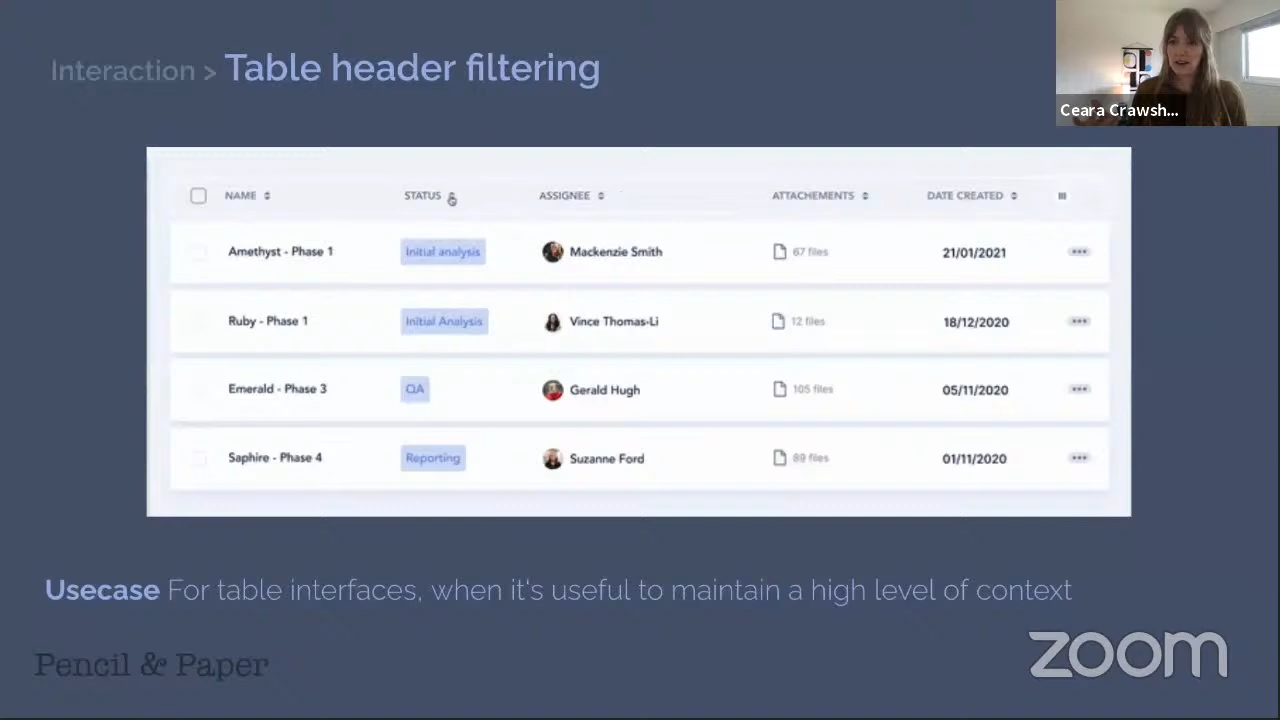 Interaction > Table header filtering
Ceara Crawsh...
NAME STATUS ASSIGNEE ATTACHEMENTS DATE CREATED
Amethyst - Phase 1 Initial analysis Mackenzie Smith 67 files 21/01/2021
Ruby - Phase 1 Initial Analysis Vince Thomas-Li 12 files 18/12/2020
Emerald - Phase 3 QA Gerald Hugh 105 files 05/11/2020
Saphire - Phase 4 Reporting Suzanne Ford 89 files 01/11/2020
Usecase For table interfaces, when it's useful to maintain a high level of context
Pencil & Paper
zoom